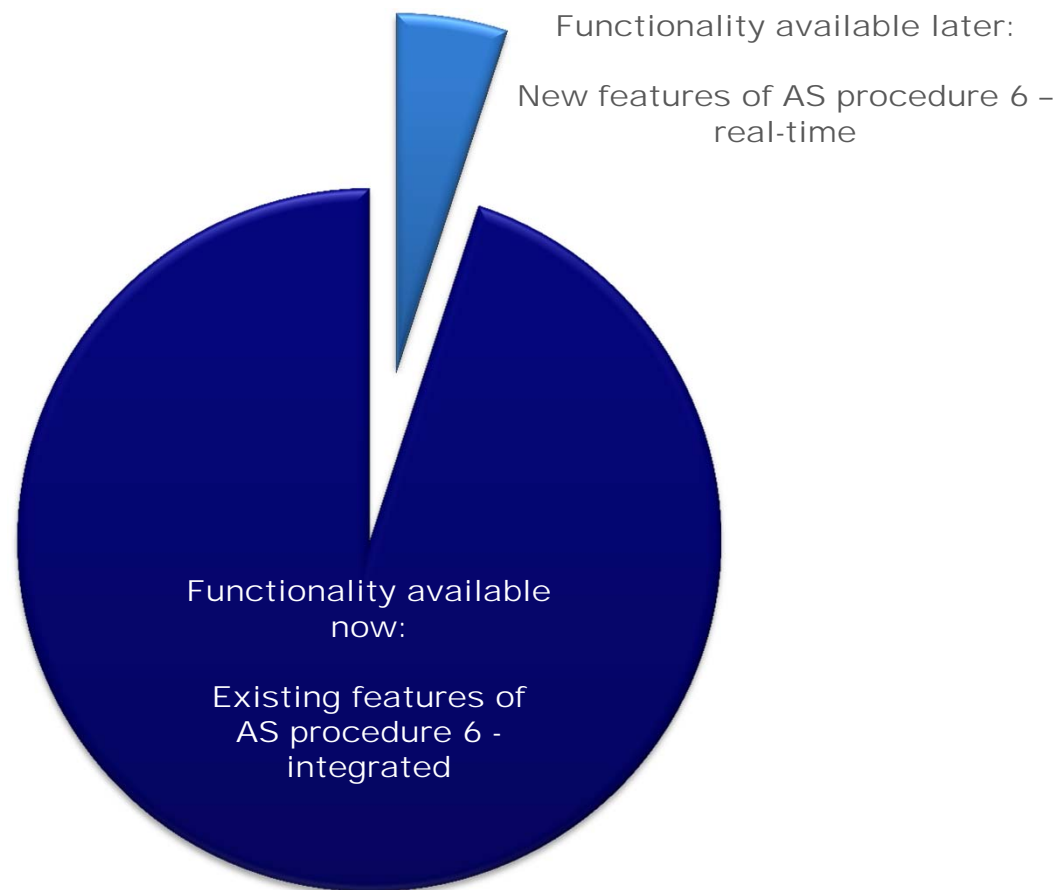 Functionality available later:
New features of AS procedure 6 –
real-time
Functionality available
now:
Existing features of
AS procedure 6 -
integrated